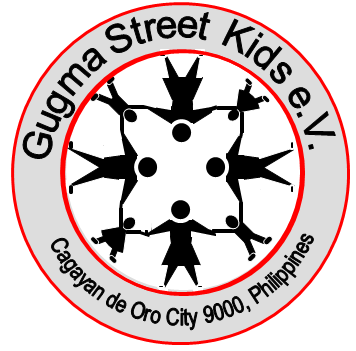 Gugma Street Kids e.V.
Cagayan de Oro City 9000, Philippines